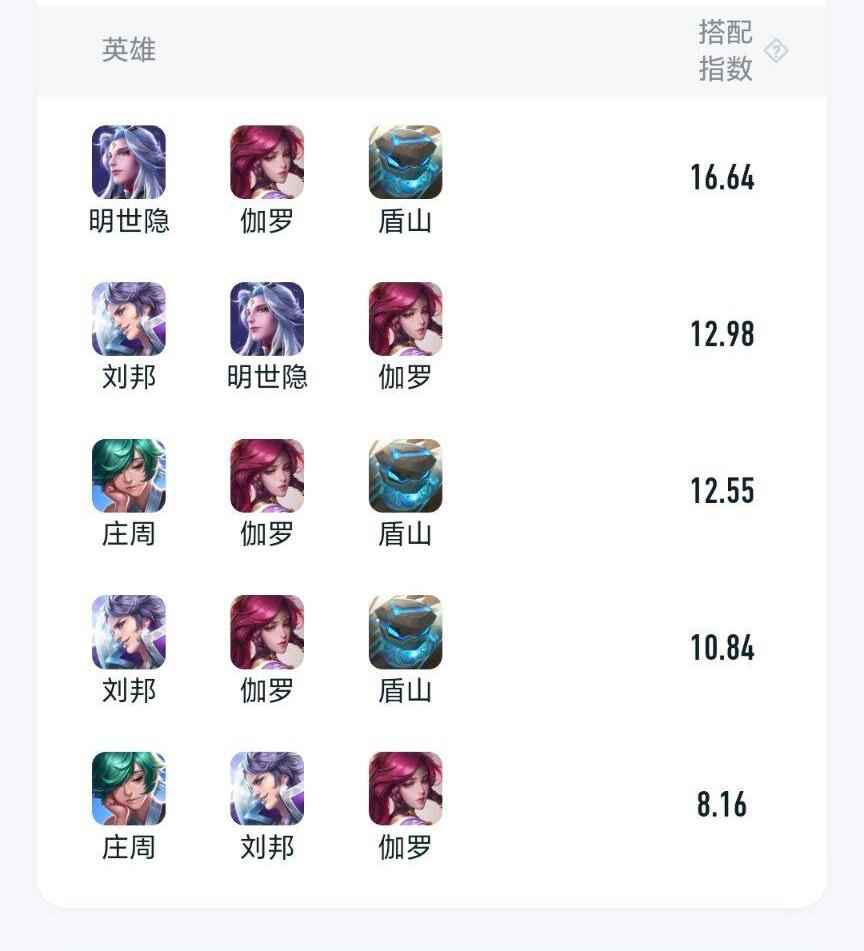 英雄
搭配
指数
?
明世隐 伽罗 盾山
16.64
刘邦 明世隐 伽罗
12.98
庄周 伽罗 盾山
12.55
刘邦 伽罗 盾山
10.84
庄周 刘邦 伽罗
8.16